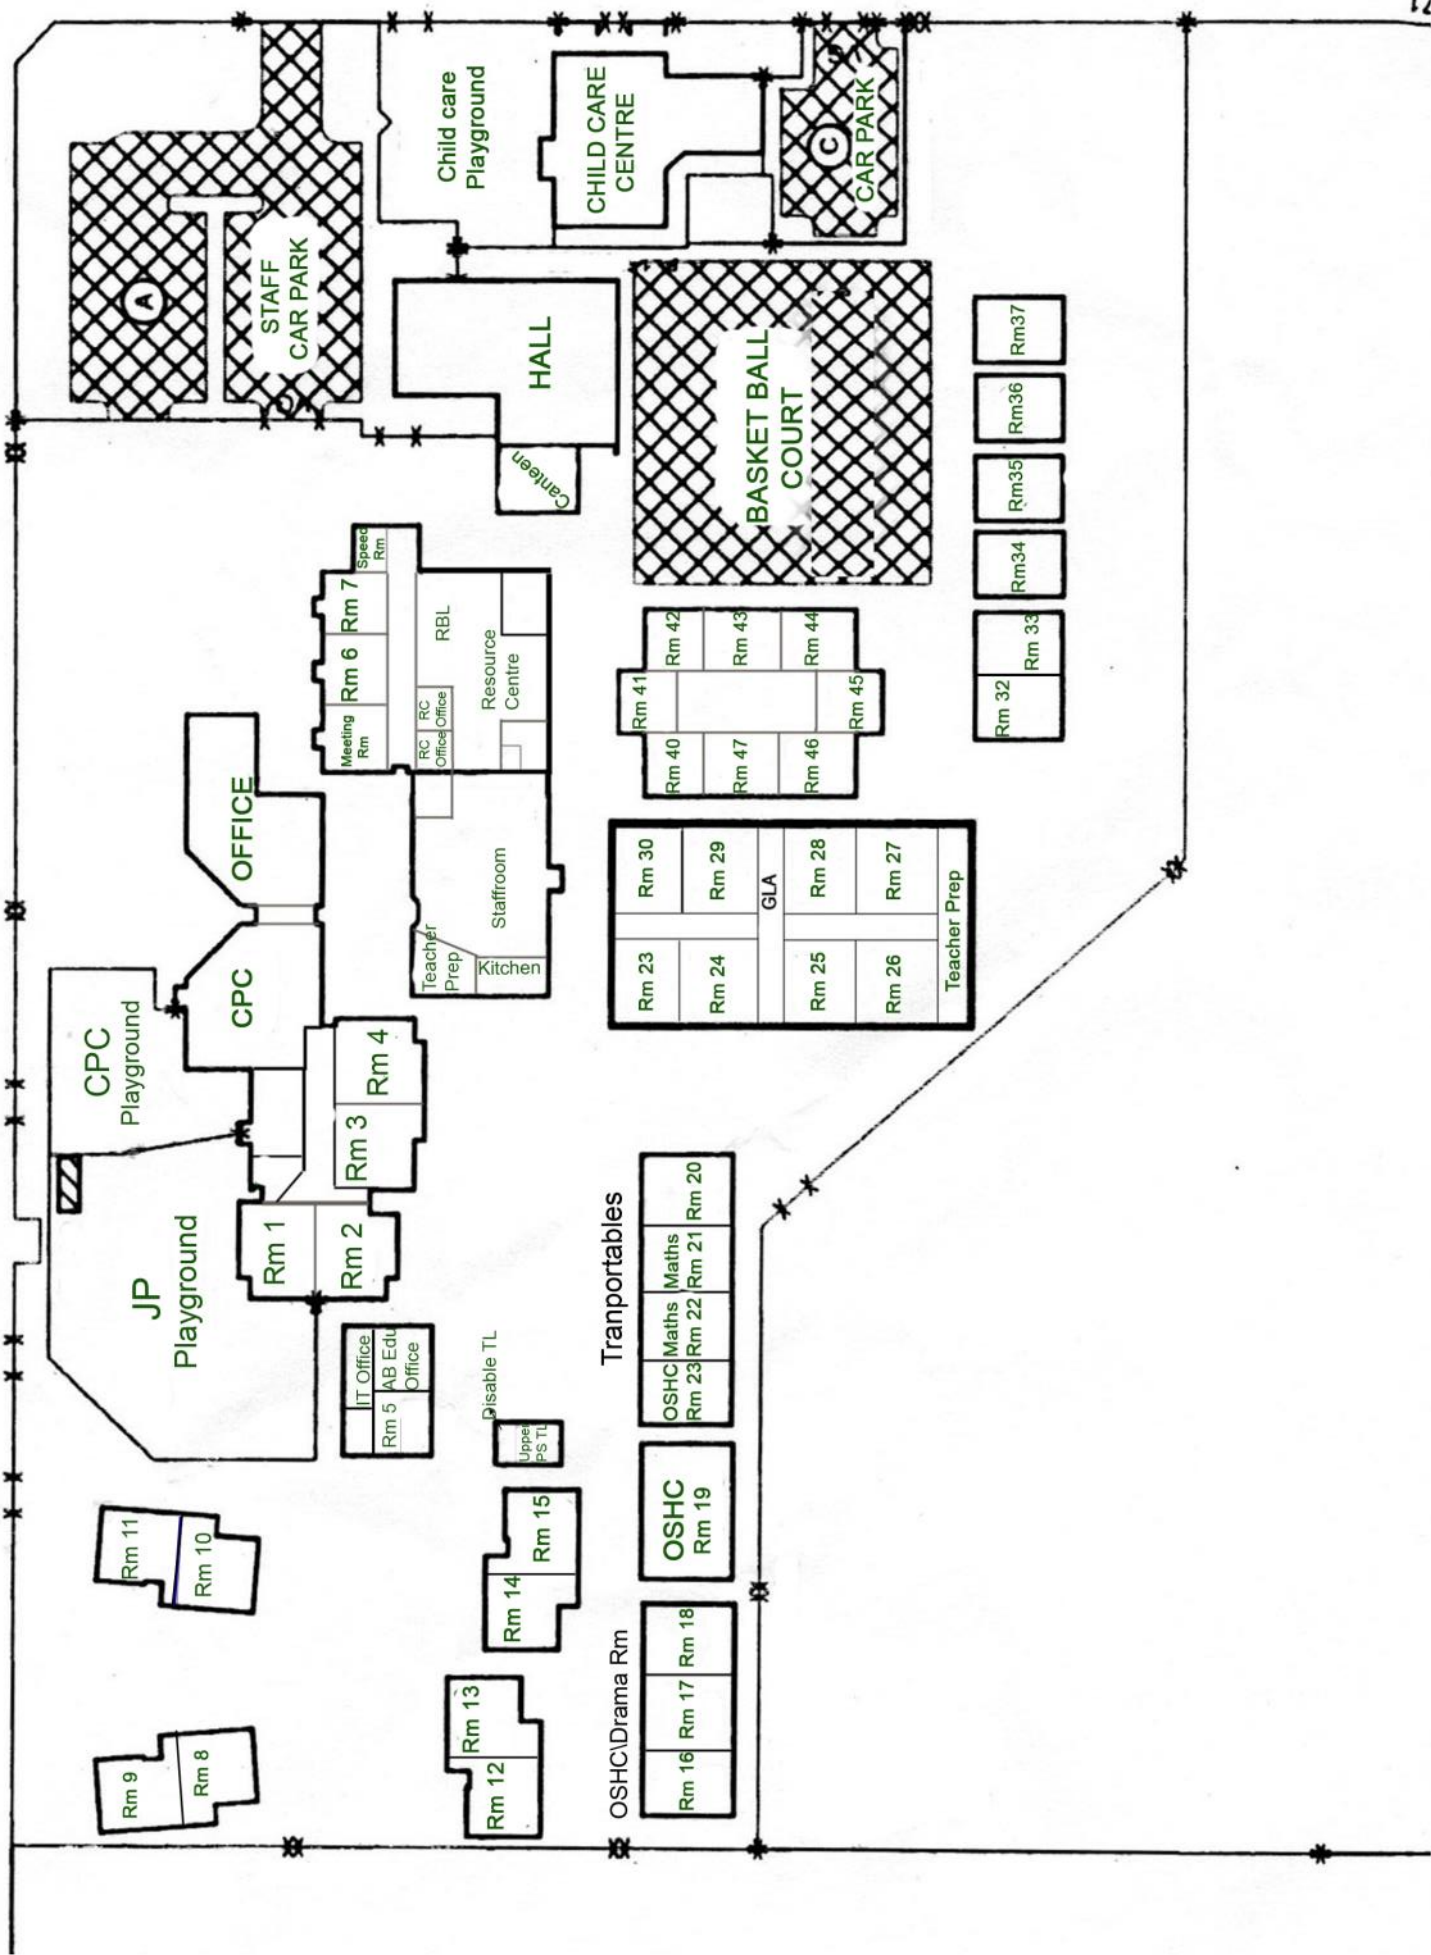 71
A
STAFF
CAR PARK
Child care
Playground
CHILD CARE
CENTRE
C
CAR PARK
HALL
Canteen
BASKET BALL
COURT
Rm37
Rm36
Rm35
Rm34
Rm 33
Rm 32
Speed
Rm
Rm 7
Rm 6
Meeting
Rm
RBL
Resource
Centre
RC
Office
RC
Office
OFFICE
Staffroom
Teacher
Prep
Kitchen
CPC
CPC
Playground
Rm 42
Rm 43
Rm 44
Rm 41
Rm 45
Rm 40
Rm 47
Rm 46
Rm 30
Rm 29
GLA
Rm 28
Rm 27
Rm 23
Rm 24
Rm 25
Rm 26
Teacher Prep
Rm 4
Rm 3
Rm 1
Rm 2
JP
Playground
IT Office
AB Edu
Office
Rm 5
Disable TL
Upper
PS TL
Tranportables
Rm 20
Maths
Rm 21
Maths
Rm 22
OSHC
Rm 23
OSHC
Rm 19
Rm 11
Rm 10
Rm 15
Rm 14
Rm 9
Rm 8
Rm 13
Rm 12
OSHC\Drama Rm
Rm 18
Rm 17
Rm 16